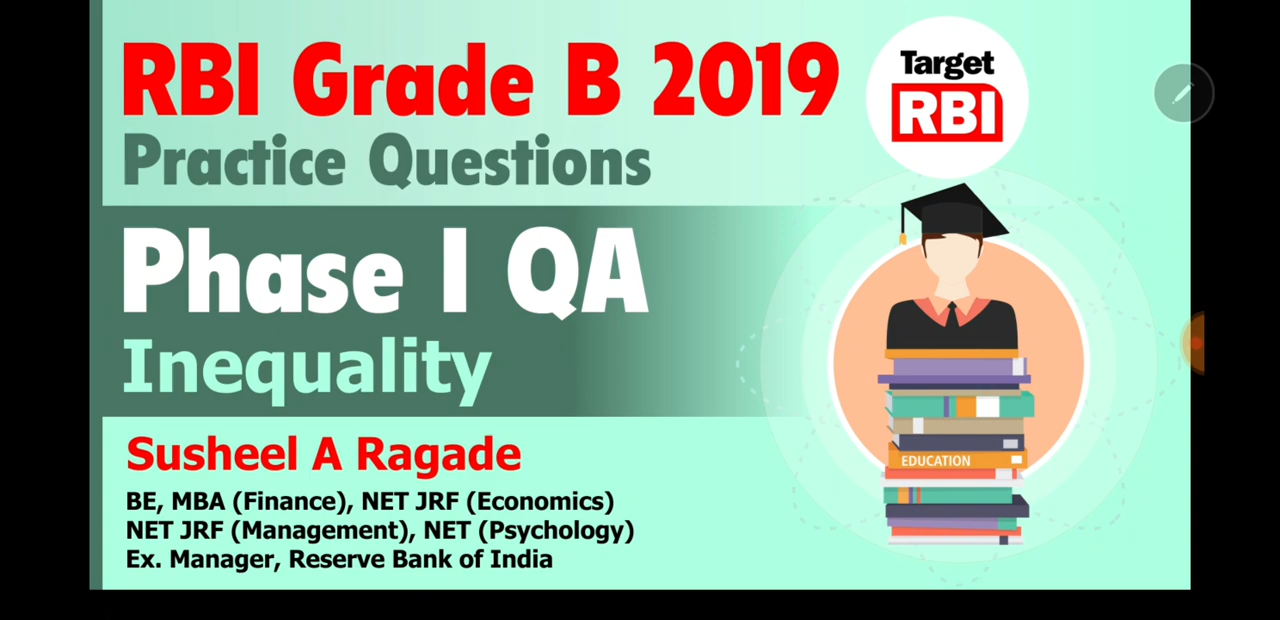 RBI Grade B 2019
Practice Questions
Target
RBI
Phase I QA
Inequality
Susheel A Ragade
BE, MBA (Finance), NET JRF (Economics)
NET JRF (Management), NET (Psychology)
Ex. Manager, Reserve Bank of India
EDUCATION